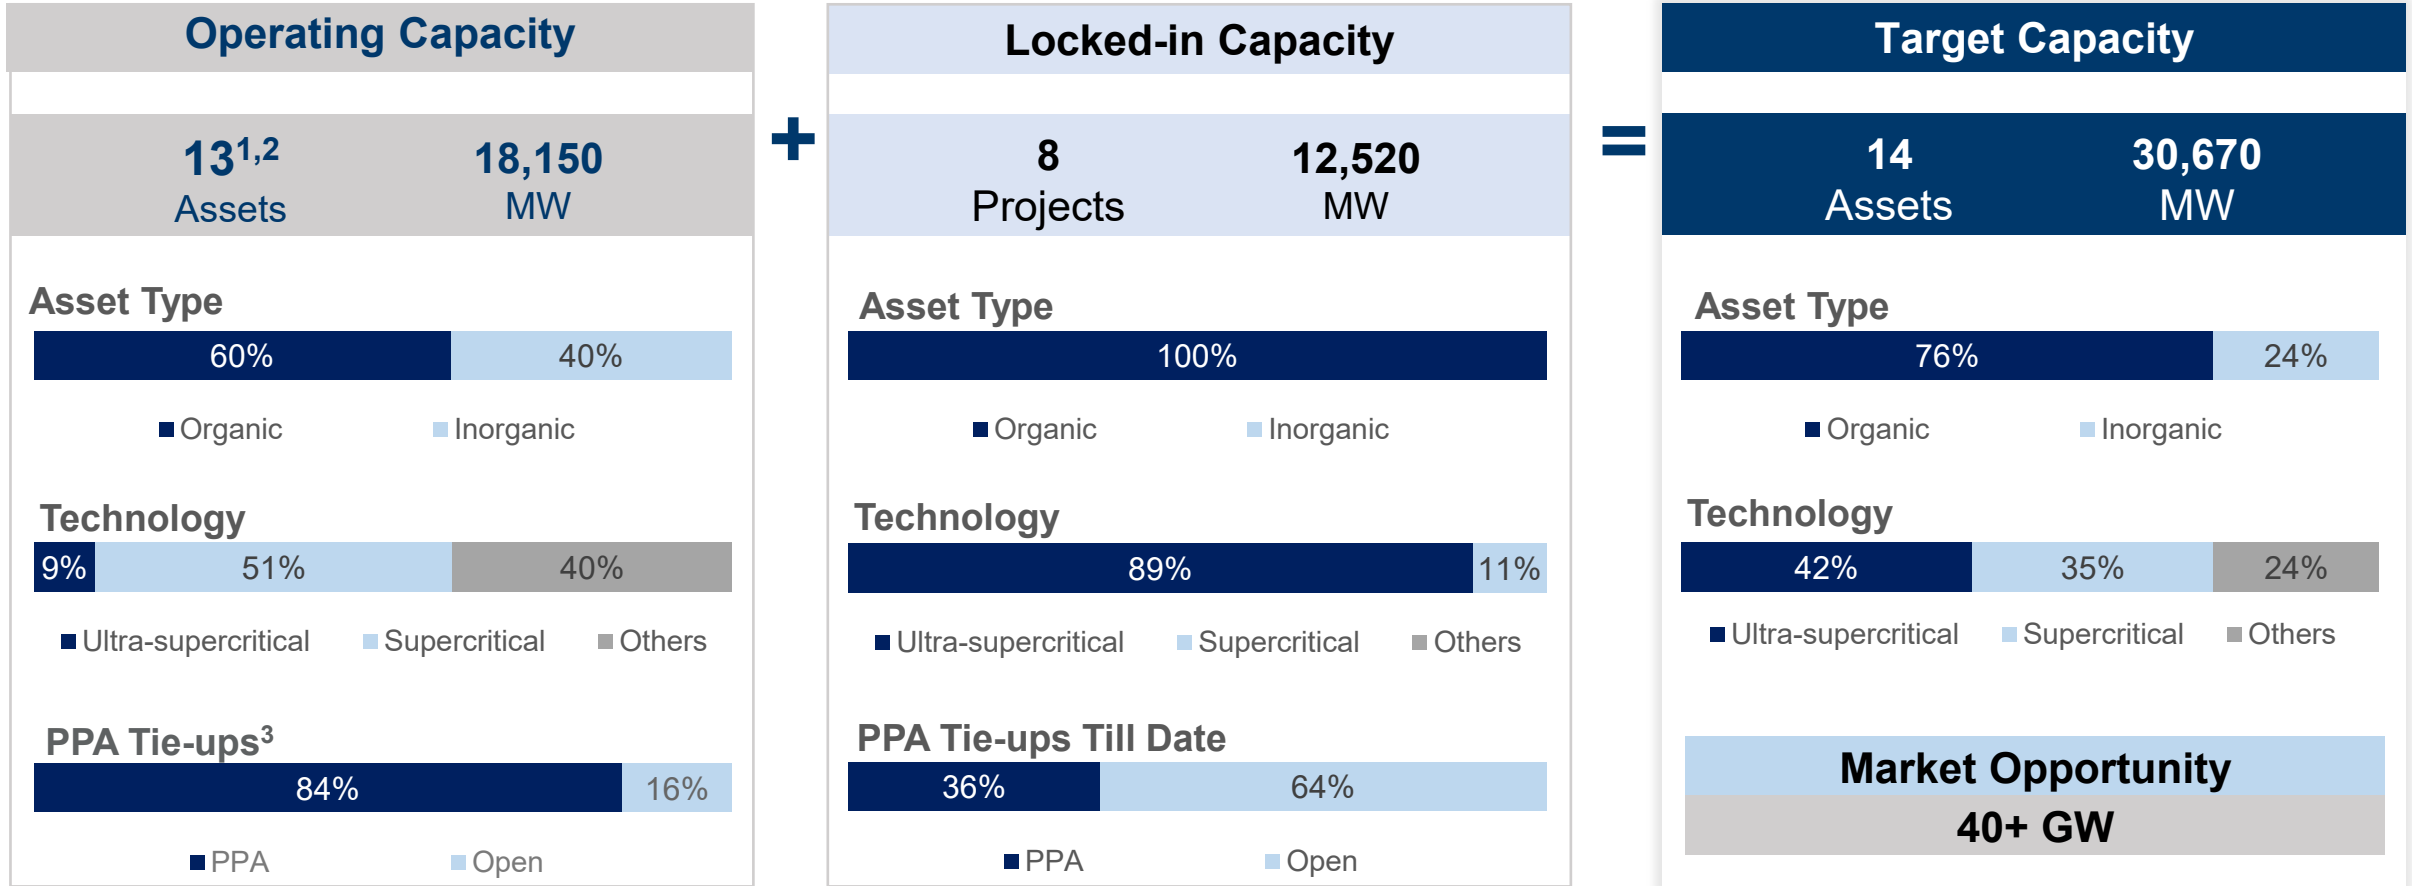 Operating Capacity
13¹,² 18,150
Assets MW
Asset Type
60% 40%
Organic Inorganic
Technology
9% 51% 40%
Ultra-supercritical Supercritical Others
PPA Tie-ups³
84% 16%
PPA Open
+
Locked-in Capacity
8 12,520
Projects MW
Asset Type
100%
Organic Inorganic
Technology
89% 11%
Ultra-supercritical Supercritical Others
PPA Tie-ups Till Date
36% 64%
PPA Open
=
Target Capacity
14 30,670
Assets MW
Asset Type
76% 24%
Organic Inorganic
Technology
42% 35% 24%
Ultra-supercritical Supercritical Others
Market Opportunity
40+ GW